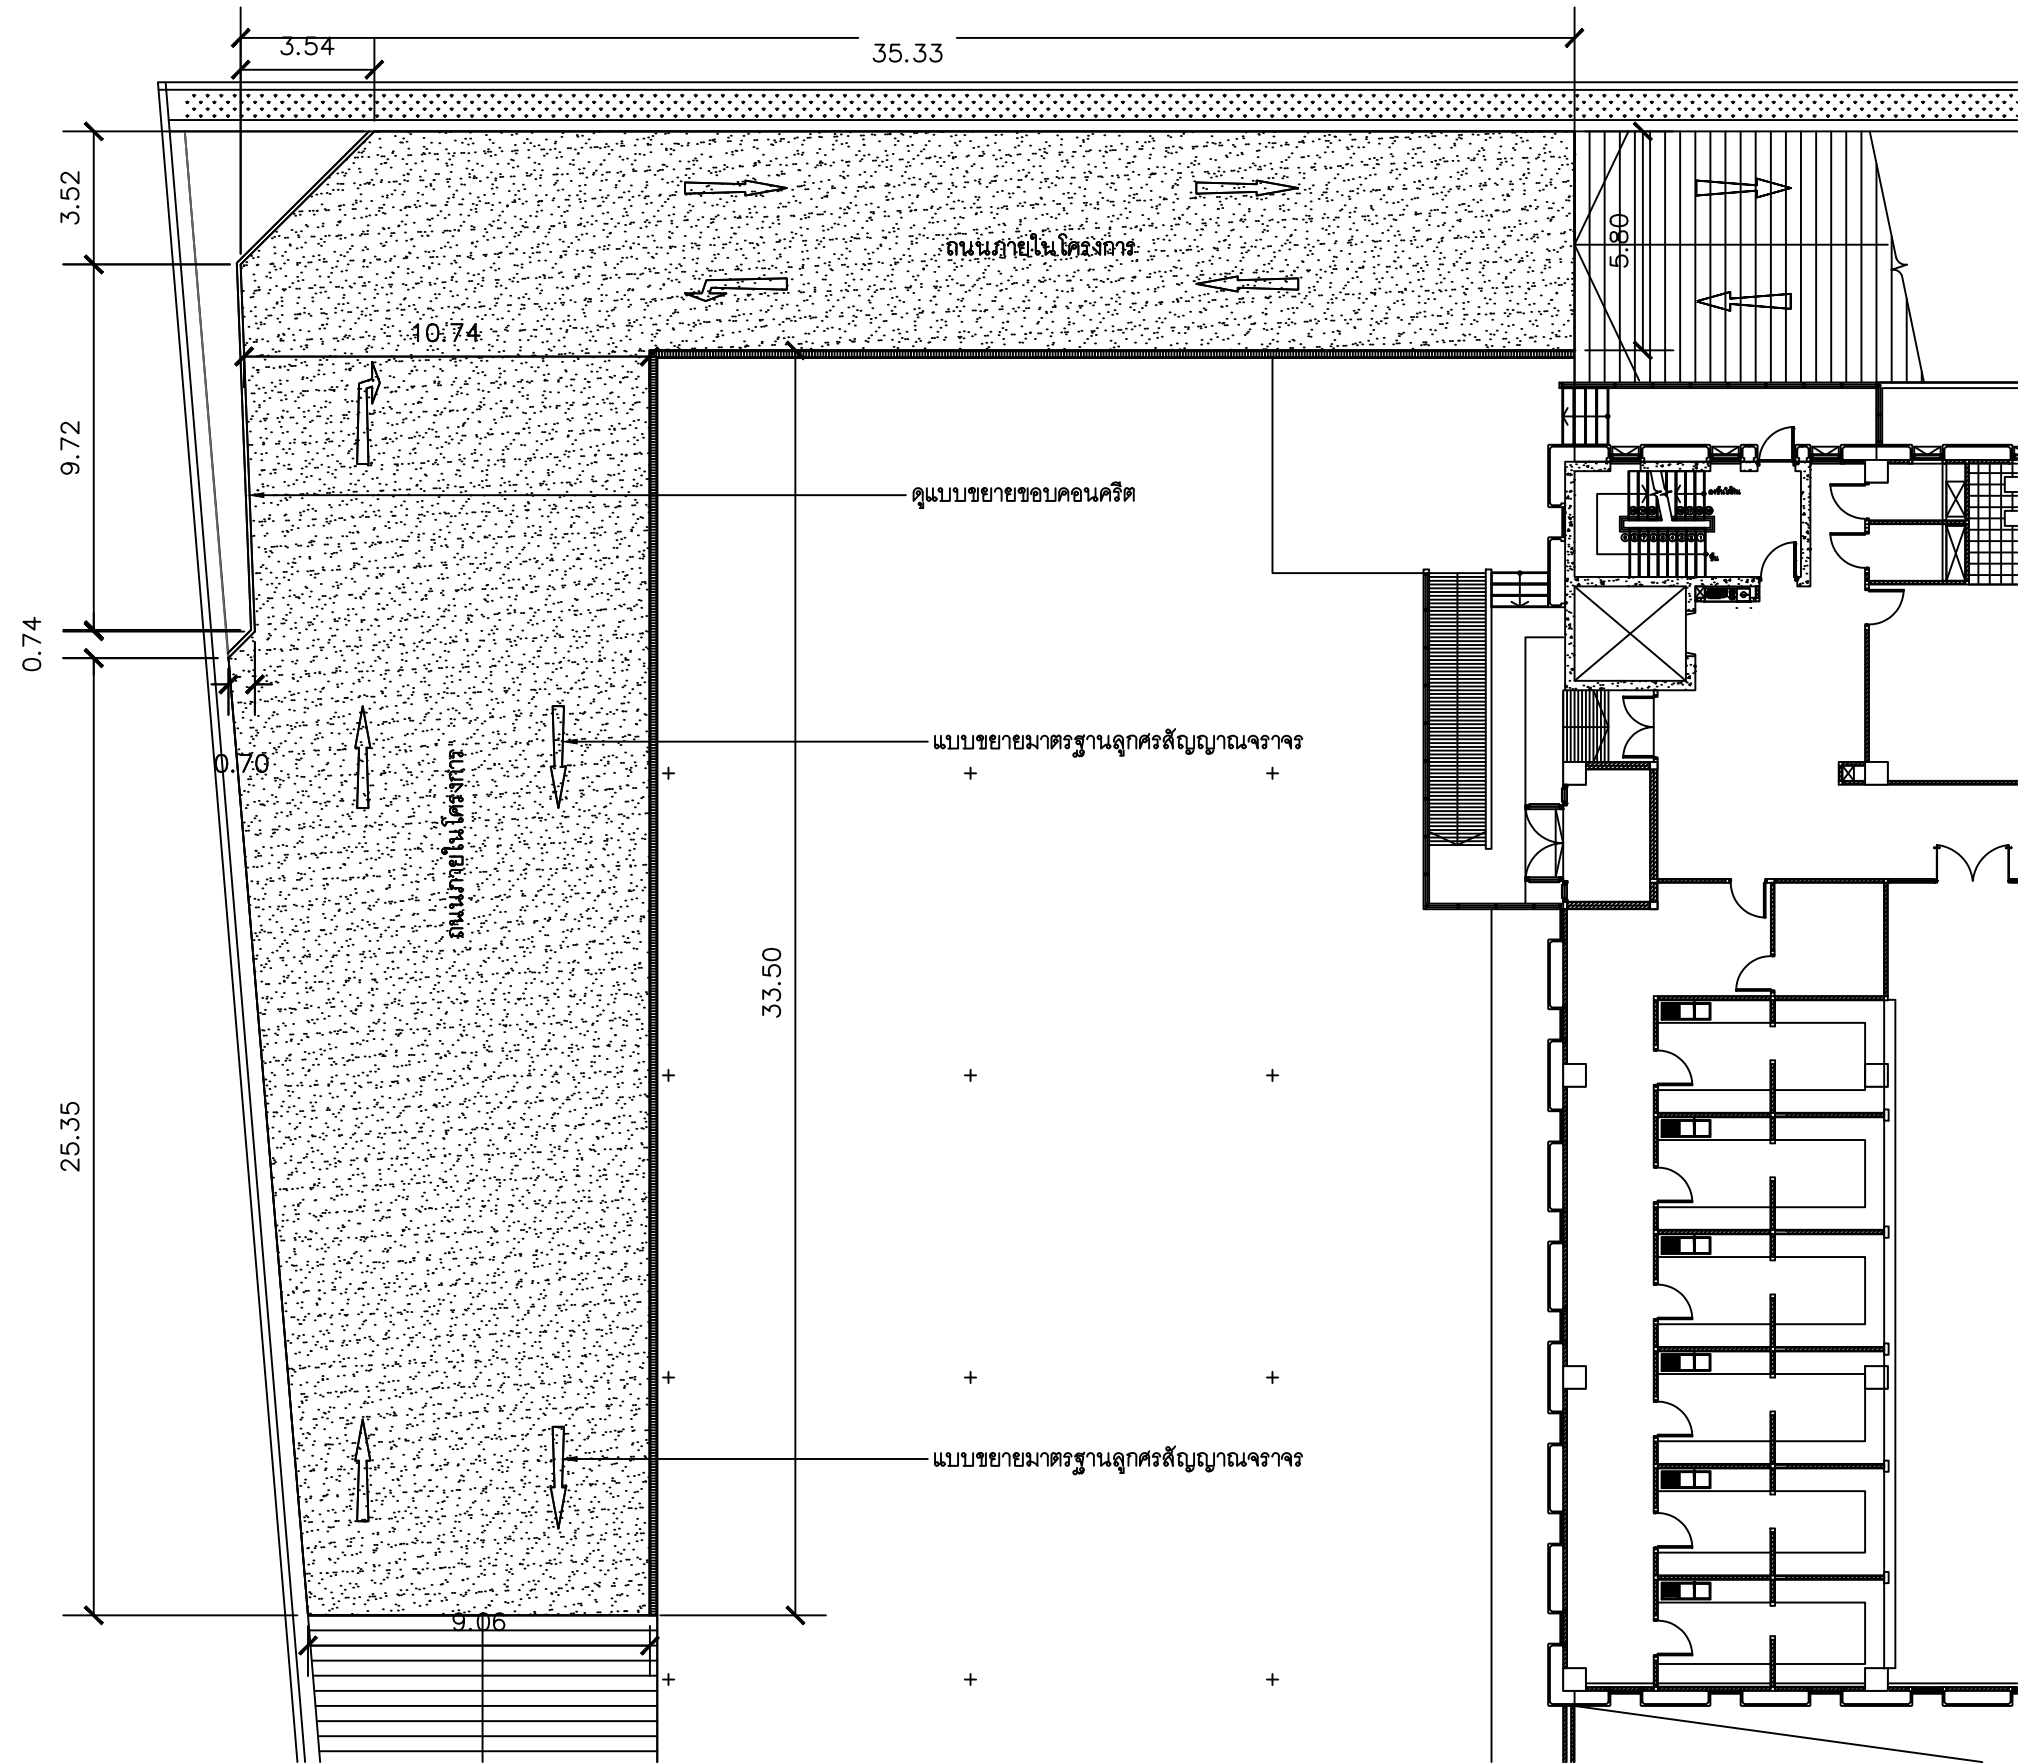 3.54
35.33
3.52
5.80
ถนนภายในโครงการ
10.74
9.72
ดูแบบขยายขอบคอนครีต
0.74
แบบขยายมาตรฐานลูกศรสัญญาณจราจร
0.70
ถนนภายในโครงการ
33.50
25.35
แบบขยายมาตรฐานลูกศรสัญญาณจราจร
9.06